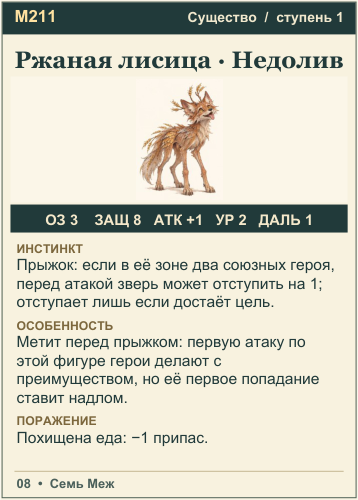 М211 Существо / ступень 1
Ржаная лисица · Недолив
ОЗ 3 ЗАЩ 8 АТК +1 УР 2 ДАЛЬ 1
ИНСТИНКТ
Прыжок: если в её зоне два союзных героя,
перед атакой зверь может отступить на 1;
отступает лишь если достаёт цель.
ОСОБЕННОСТЬ
Метит перед прыжком: первую атаку по
этой фигуре герои делают с
преимуществом, но её первое попадание
ставит надлом.
ПОРАЖЕНИЕ
Похищена еда: −1 припас.
08 • Семь Меж